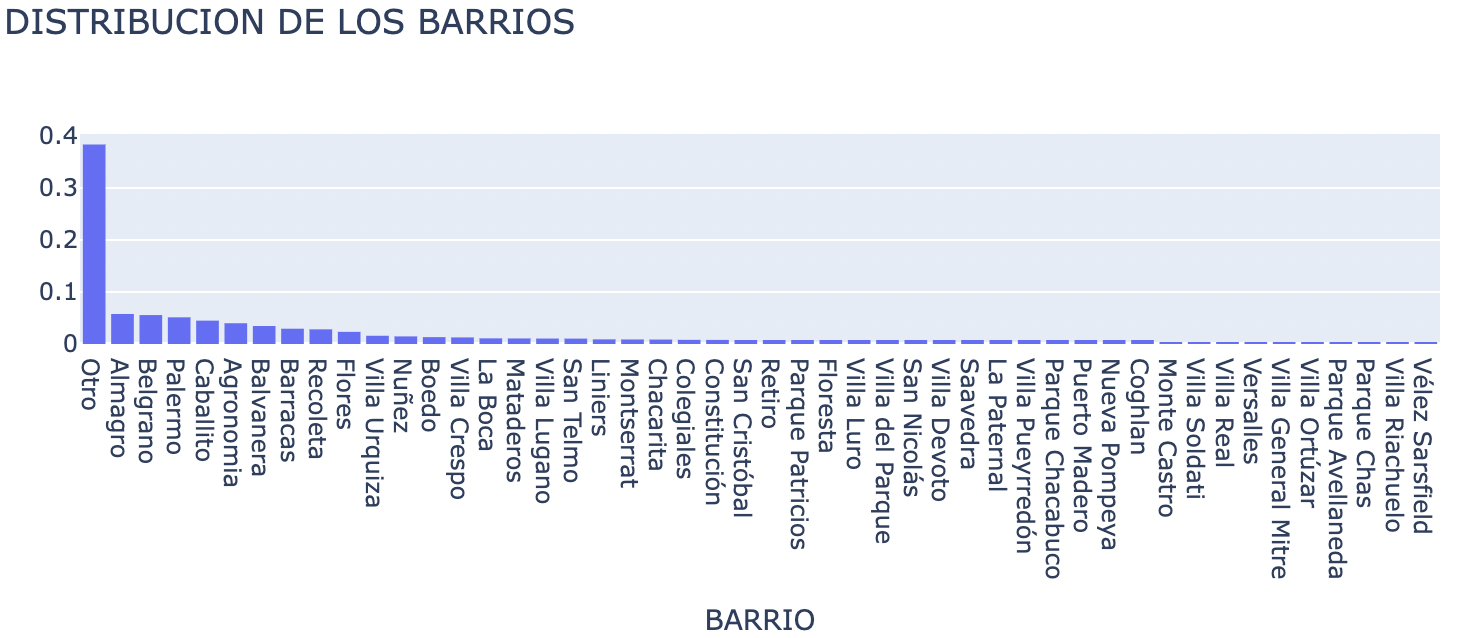 DISTRIBUCION DE LOS BARRIOS
0.4
0.3
0.2
0.1
0
Otro
Almagro
Belgrano
Palermo
Caballito
Agronomia
Balvanera
Barracas
Recoleta
Flores
Villa Urquiza
Nuñez
Boedo
Villa Crespo
La Boca
Mataderos
Villa Lugano
San Telmo
Liniers
Montserrat
Chacarita
Colegiales
Constitución
San Cristóbal
Retiro
Parque Patricios
Floresta
Villa Luro
Villa del Parque
San Nicolás
Villa Devoto
Saavedra
La Paternal
Villa Pueyrredón
Parque Chacabuco
Puerto Madero
Nueva Pompeya
Coghlan
Monte Castro
Villa Soldati
Villa Real
Versalles
Villa General Mitre
Villa Ortúzar
Parque Avellaneda
Parque Chas
Villa Riachuelo
Vélez Sarsfield
BARRIO